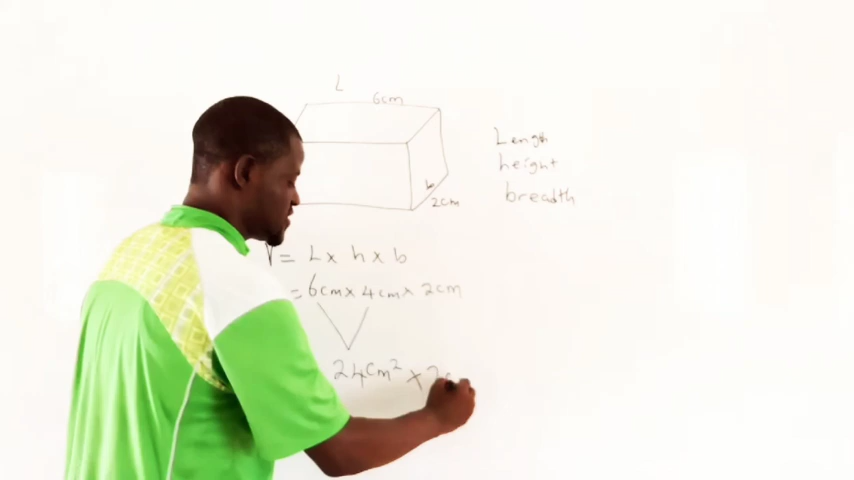 L
6cm
Length
height
b
breadth
2cm
V = L x h x b
= 6cm x 4cm x 2cm
24cm² x 2